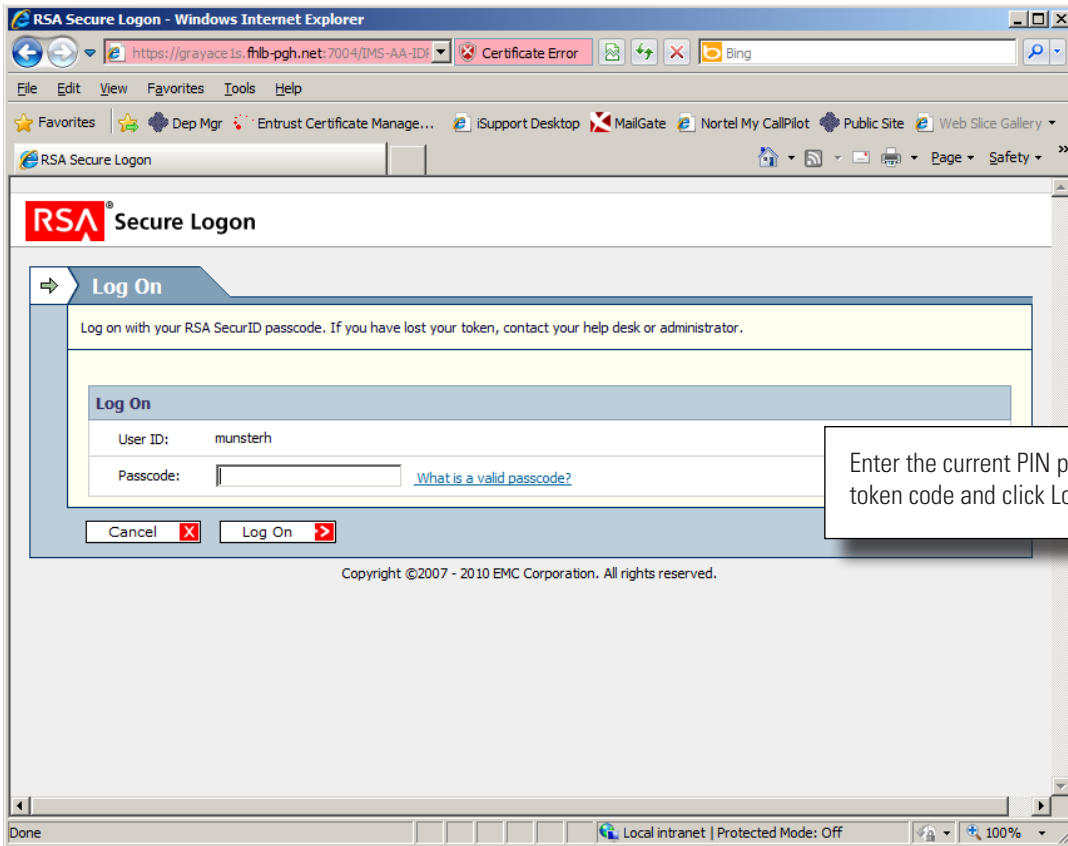 RSA Secure Logon - Windows Internet Explorer
https://grayace1s.fhlb-pgh.net:7004/IMS-AA-IDF Certificate Error Bing
File Edit View Favorites Tools Help
Favorites Dep Mgr Entrust Certificate Manage... iSupport Desktop MailGate Nortel My CallPilot Public Site Web Slice Gallery
RSA Secure Logon Page Safety »
RSA® Secure Logon
Log On
Log on with your RSA SecurID passcode. If you have lost your token, contact your help desk or administrator.
Log On
User ID: munsterh
Passcode: What is a valid passcode?
Enter the current PIN p
token code and click Lo
Cancel X Log On >
Copyright ©2007 - 2010 EMC Corporation. All rights reserved.
Done Local intranet | Protected Mode: Off 100%